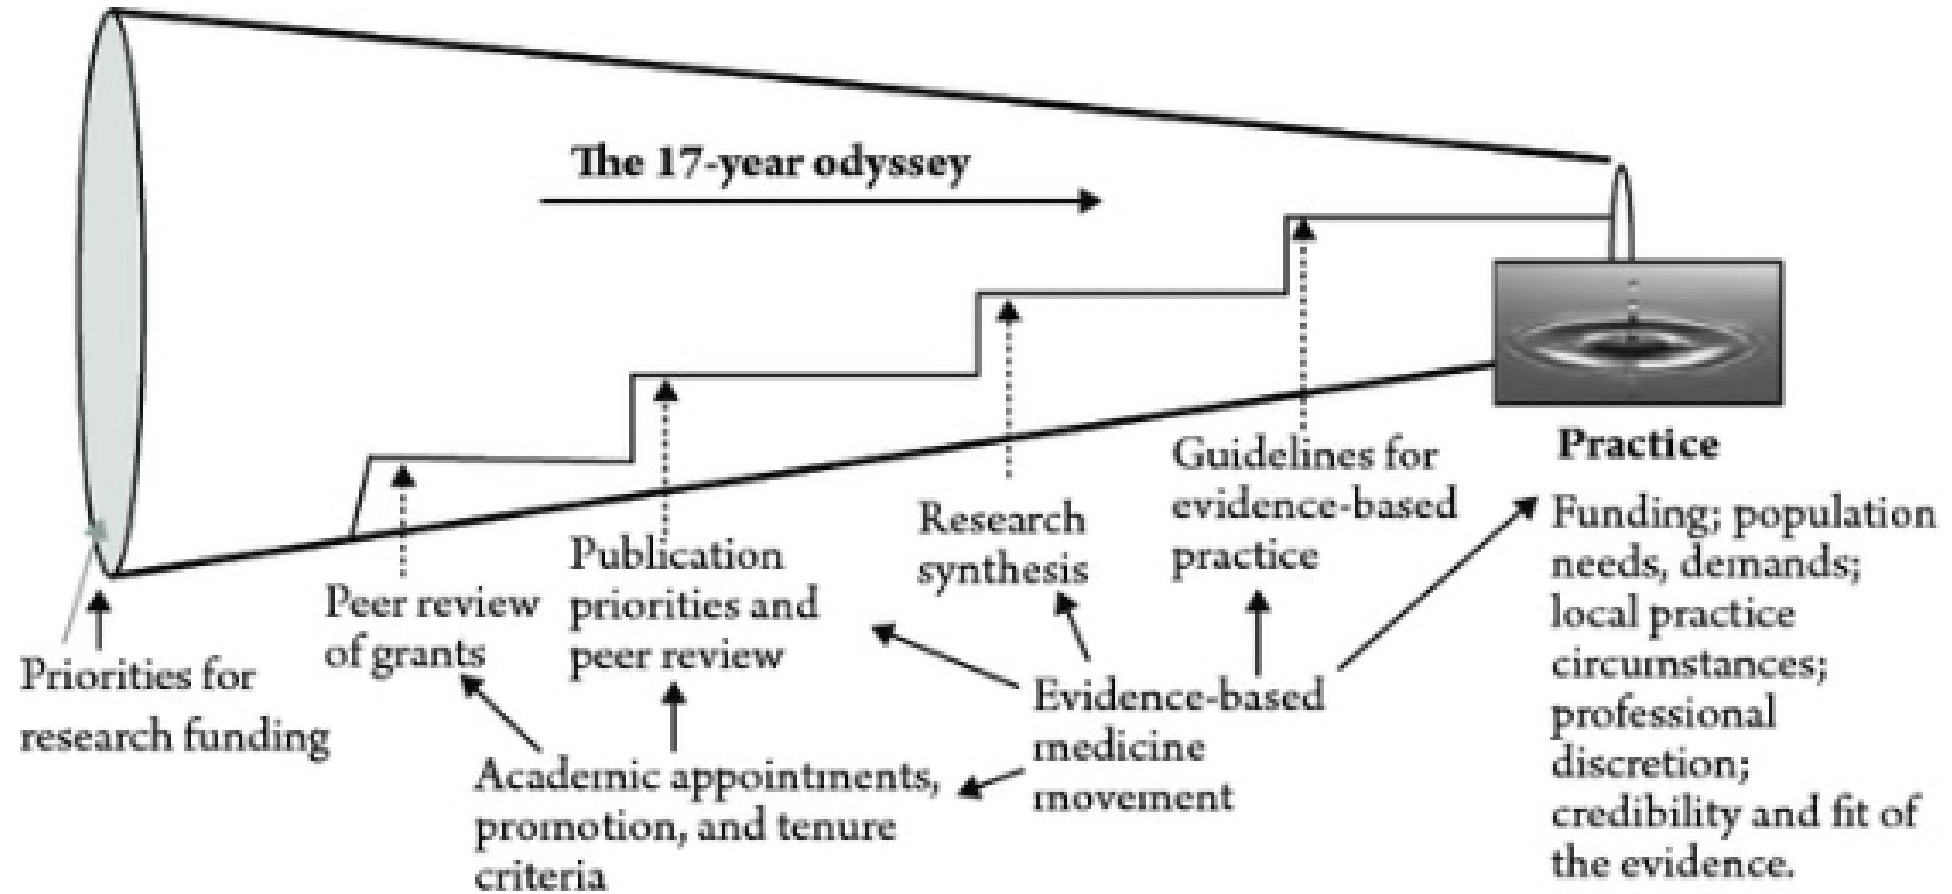 The 17-year odyssey
Priorities for
research funding
Peer review
of grants
Publication
priorities and
peer review
Academic appointments,
promotion, and tenure
criteria
Research
synthesis
Evidence-based
medicine
movement
Guidelines for
evidence-based
practice
Practice
Funding; population
needs, demands;
local practice
circumstances;
professional
discretion;
credibility and fit of
the evidence.